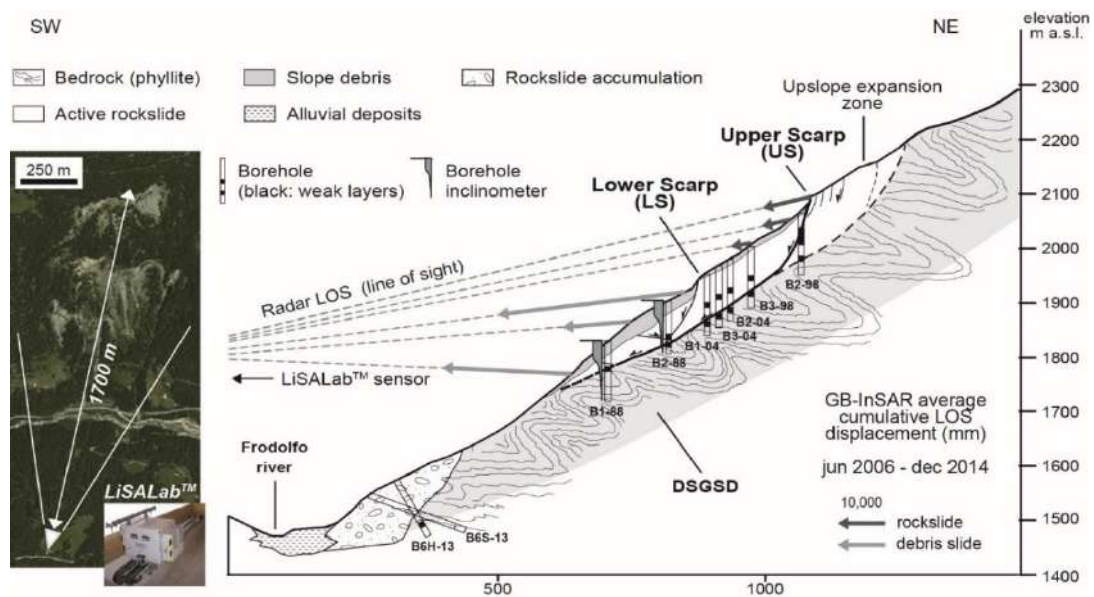 SW
NE
elevation
m a.s.l.
Bedrock (phyllite)
Slope debris
Rockslide accumulation
Active rockslide
Alluvial deposits
Upslope expansion
zone
Upper Scarp
(US)
250 m
Borehole
(black: weak layers)
Borehole
inclinometer
Lower Scarp
(LS)
Radar LOS (line of sight)
1700 m
LiSALab™ sensor
B2-98
B3-98
B2-04
B3-04
B1-04
B2-88
B1-88
GB-InSAR average
cumulative LOS
displacement (mm)
jun 2006 - dec 2014
10,000
rockslide
debris slide
DSGSD
Frodolfo
river
LiSALab™
B6H-13
B6S-13
2300
2200
2100
2000
1900
1800
1700
1600
1500
1400
500
1000